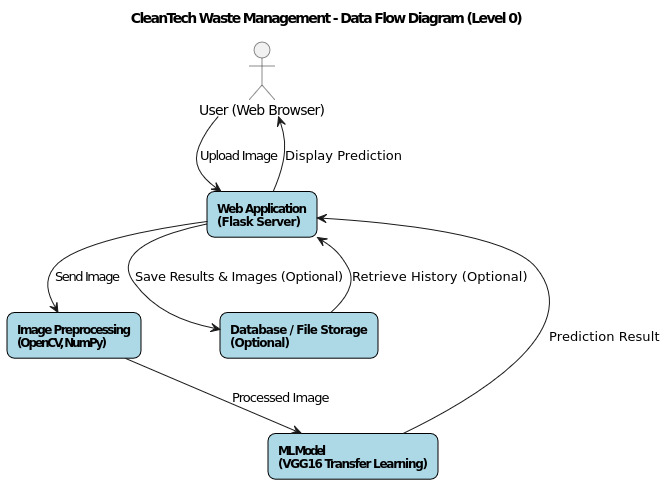 CleanTech Waste Management - Data Flow Diagram (Level 0)
User (Web Browser)
Upload Image
Display Prediction
Web Application
(Flask Server)
Send Image
Save Results & Images (Optional)
Retrieve History (Optional)
Image Preprocessing
(OpenCV, NumPy)
Database / File Storage
(Optional)
Prediction Result
Processed Image
ML Model
(VGG16 Transfer Learning)